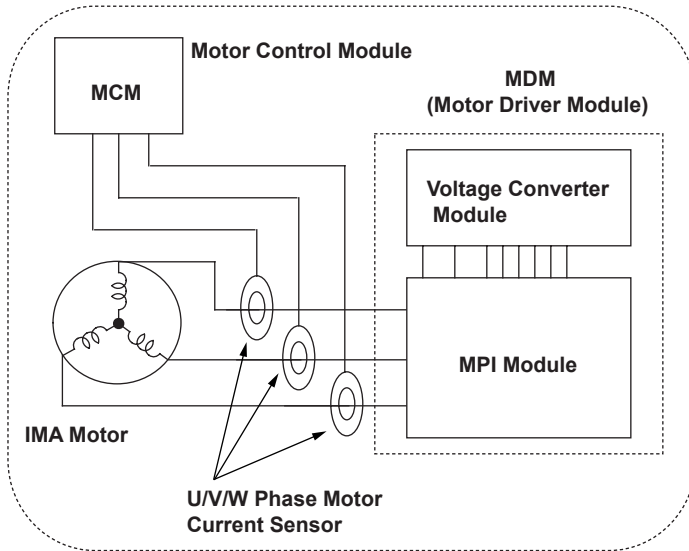 Motor Control Module
MCM
MDM
(Motor Driver Module)
Voltage Converter
Module
MPI Module
IMA Motor
U/V/W Phase Motor
Current Sensor